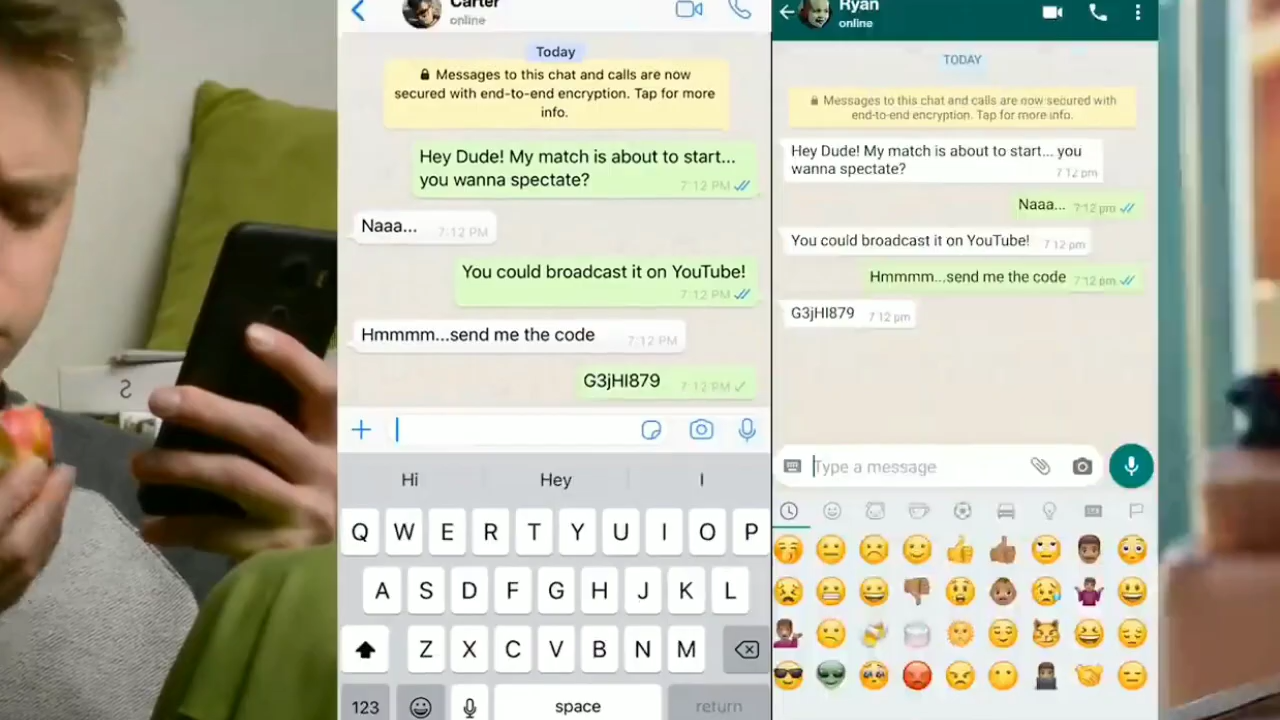 Carter
online
Today
Messages to this chat and calls are now
secured with end-to-end encryption. Tap for more
info.
Hey Dude! My match is about to start...
you wanna spectate?
7:12 PM
Naaa...
7:12 PM
You could broadcast it on YouTube!
7:12 PM
Hmmmm...send me the code
7:12 PM
G3jHI879
7:12 PM
Hi
Hey
I
Q W E R T Y U I O P
A S D F G H J K L
Z X C V B N M
123
space
return
Ryan
online
TODAY
Messages to this chat and calls are now secured with
end-to-end encryption. Tap for more info.
Hey Dude! My match is about to start... you
wanna spectate?
7:12 pm
Naaa...
7:12 pm
You could broadcast it on YouTube!
7:12 pm
Hmmmm...send me the code
7:12 pm
G3jHI879
7:12 pm
Type a message